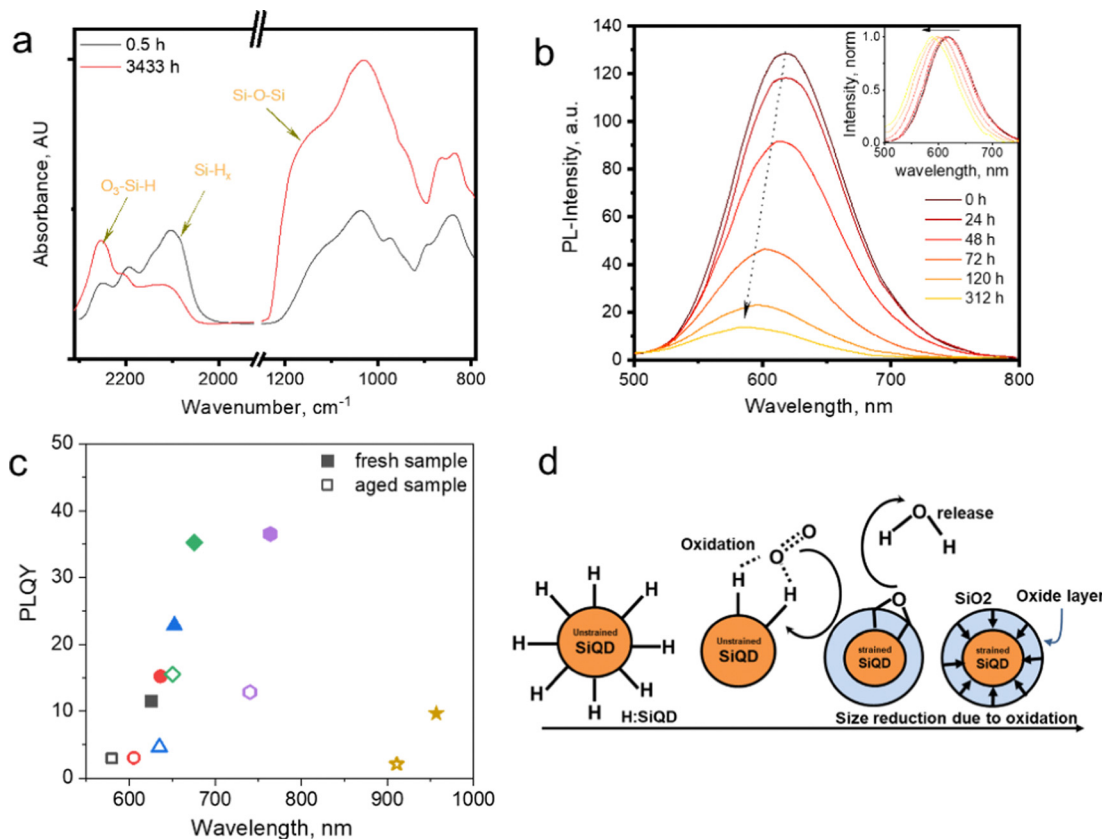 a
0.5 h
3433 h
Si-O-Si
Si-Hx
O3-Si-H
Absorbance, AU
2200 2000 1200 1000 800
Wavenumber, cm-1
b
140
130
120
100
80
60
40
20
0
PL-Intensity, a.u.
500 600 700 800
Wavelength, nm
Intensity, norm
1.0
0.5
0.0
500 600 700
wavelength, nm
0 h
24 h
48 h
72 h
120 h
312 h
c
fresh sample
aged sample
PLQY
50
40
30
20
10
0
600 700 800 900 1000
Wavelength, nm
d
H H H H H H H H
Unstrained
SiQD
H:SiQD
Oxidation
O O
H H
Unstrained
SiQD
O
H H
release
O
strained
SiQD
SiO2
Oxide layer
strained
SiQD
Size reduction due to oxidation